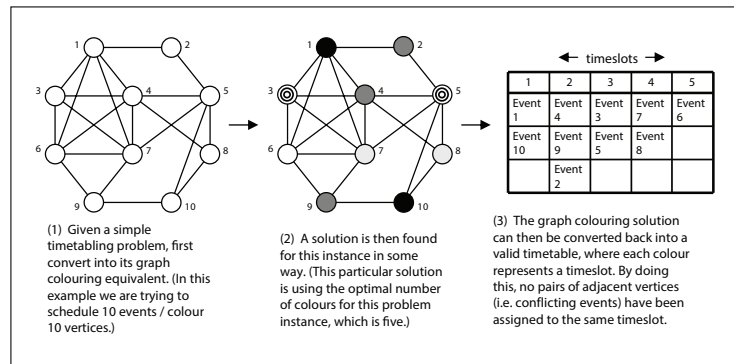 1
2
3
4
5
6
7
8
9
10
(1) Given a simple
timetabling problem, first
convert into its graph
colouring equivalent. (In this
example we are trying to
schedule 10 events / colour
10 vertices.)
1
2
3
4
5
6
7
8
9
10
(2) A solution is then found
for this instance in some
way. (This particular solution
is using the optimal number
of colours for this problem
instance, which is five.)
timeslots
1 2 3 4 5
Event 1 Event 4 Event 3 Event 7 Event 6
Event 10 Event 9 Event 5 Event 8
Event 2
(3) The graph colouring solution
can then be converted back into a
valid timetable, where each colour
represents a timeslot. By doing
this, no pairs of adjacent vertices
(i.e. conflicting events) have been
assigned to the same timeslot.